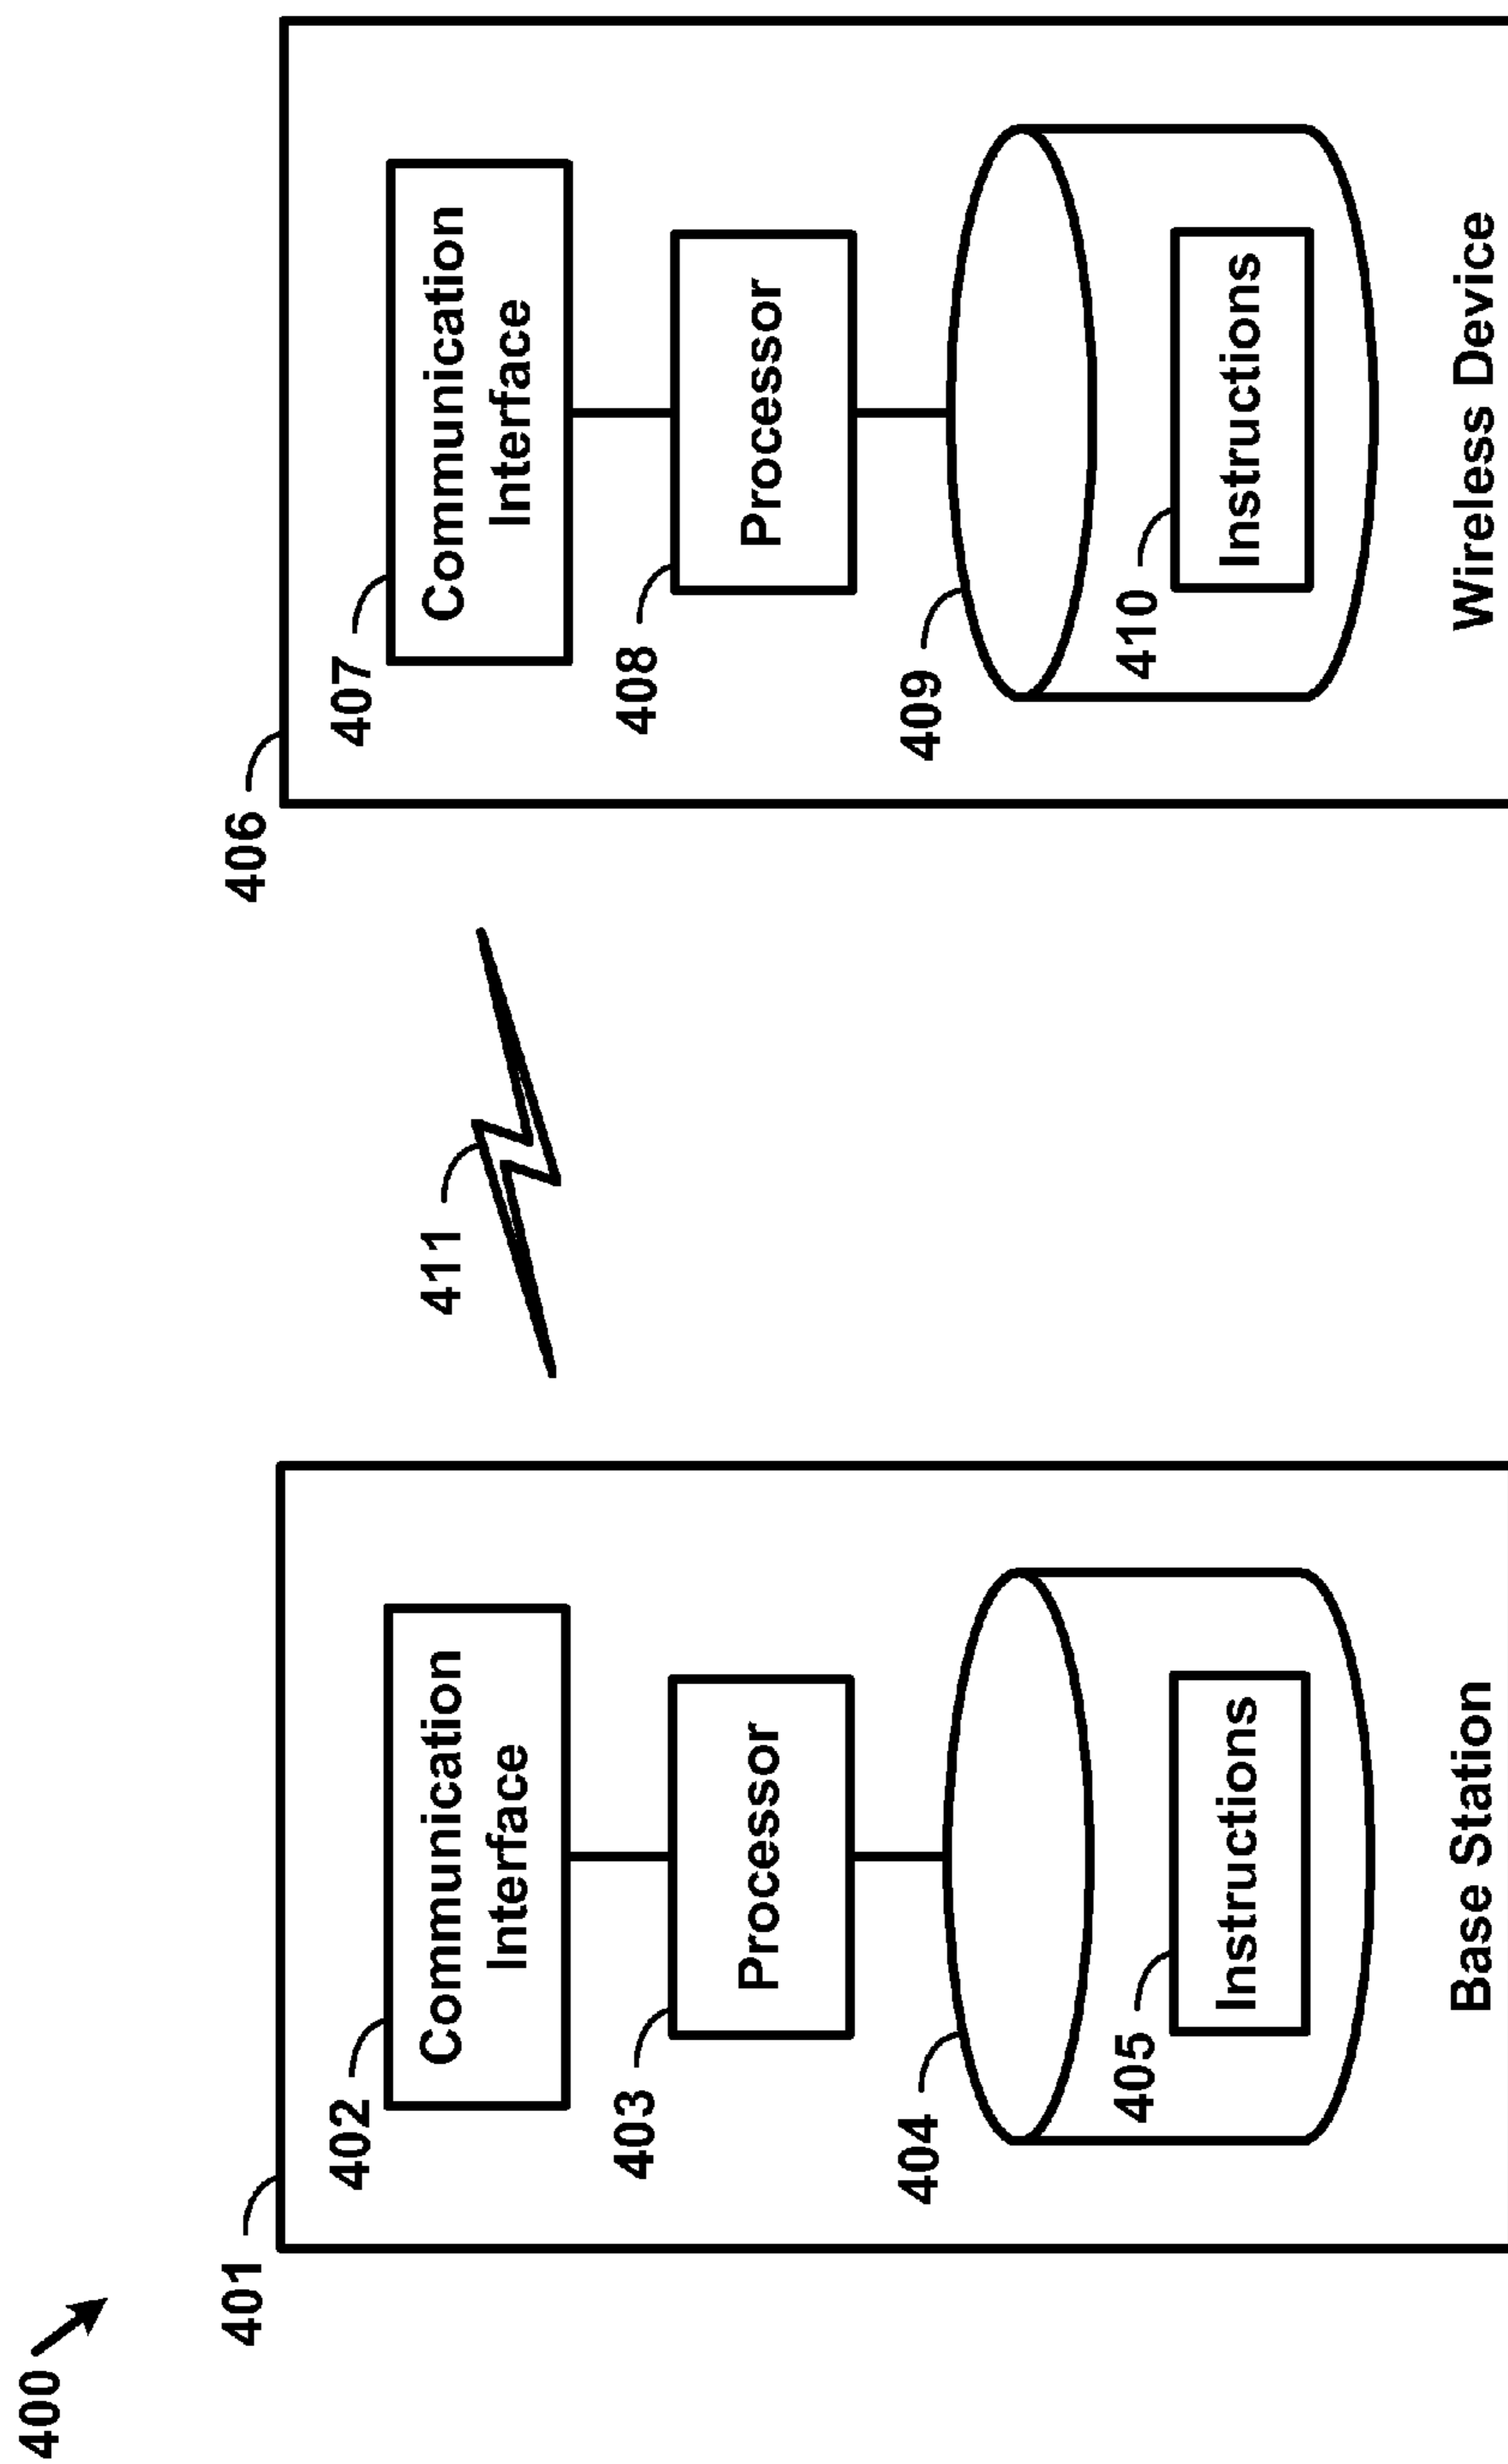 400
401
402
Communication
Interface
403
Processor
404
405
Instructions
Base Station
411
406
407
Communication
Interface
408
Processor
409
410
Instructions
Wireless Device